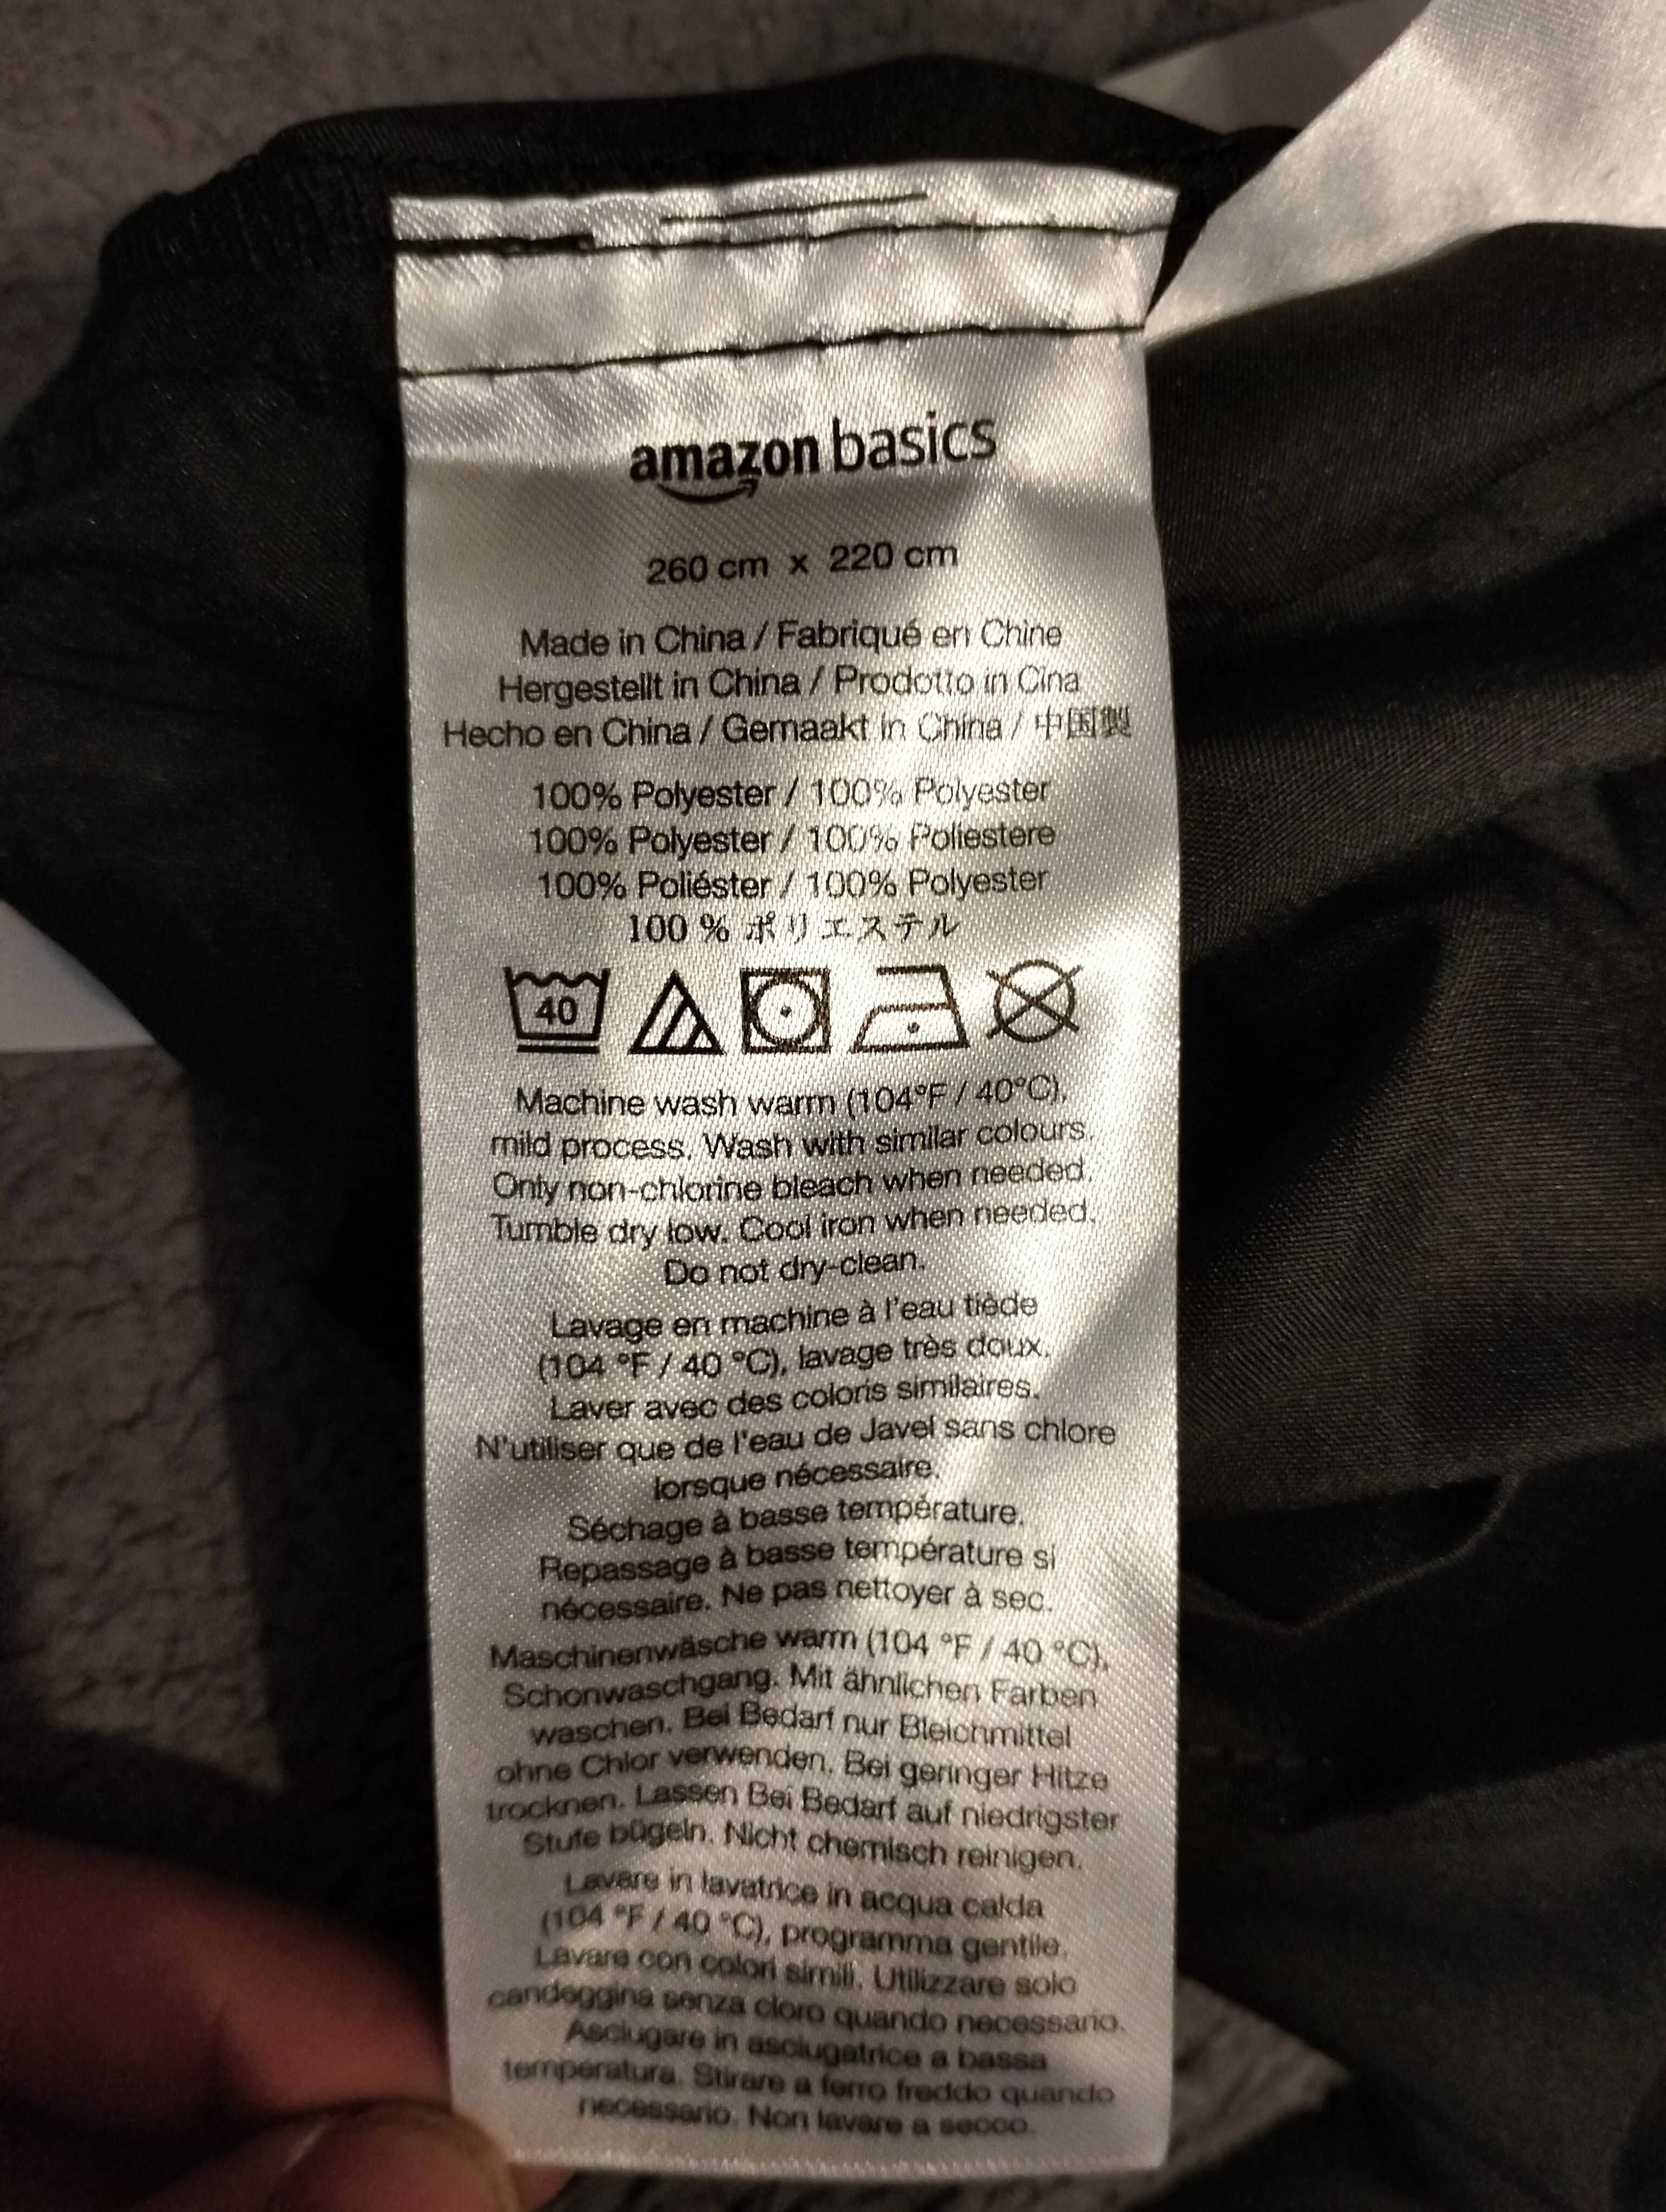 amazon basics
260 cm x 220 cm
Made in China / Fabriqué en Chine
Hergestellt in China / Prodotto in Cina
Hecho en China / Gemaakt in China / 中国製
100% Polyester / 100% Polyester
100% Polyester / 100% Poliestere
100% Poliéster / 100% Polyester
100 % ポリエステル
40
Machine wash warm (104°F / 40°C),
mild process. Wash with similar colours.
Only non-chlorine bleach when needed.
Tumble dry low. Cool iron when needed.
Do not dry-clean.
Lavage en machine à l'eau tiède
(104 °F / 40 °C), lavage très doux.
Laver avec des coloris similaires.
N'utiliser que de l'eau de Javel sans chlore
lorsque nécessaire.
Séchage à basse température.
Repassage à basse température si
nécessaire. Ne pas nettoyer à sec.
Maschinenwäsche warm (104 °F / 40 °C),
Schonwaschgang. Mit ähnlichen Farben
waschen. Bei Bedarf nur Bleichmittel
ohne Chlor verwenden. Bei geringer Hitze
trocknen. Lassen Bei Bedarf auf niedrigster
Stufe bügeln. Nicht chemisch reinigen.
Lavare in lavatrice in acqua calda
(104 °F / 40 °C), programma gentile.
Lavare con colori simili. Utilizzare solo
candeggina senza cloro quando necessario.
Asciugare in asciugatrice a bassa
temperatura. Stirare a ferro freddo quando
necessario. Non lavare a secco.